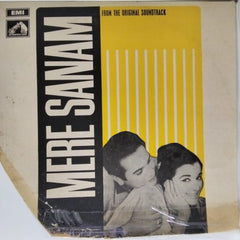 EMI
FROM THE ORIGINAL SOUNDTRACK
MERE SANAM